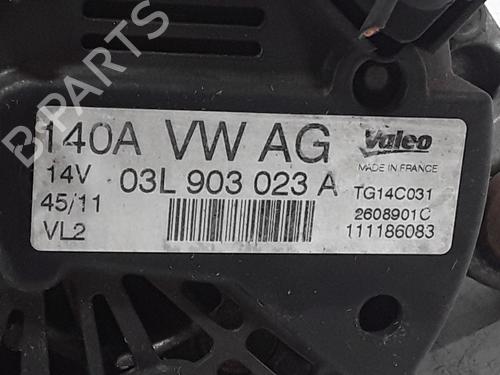 140A VW AG
14V 03L 903 023 A
45/11
VL2
Valeo
MADE IN FRANCE
TG14C031
2608901C
111186083
B-PARTS